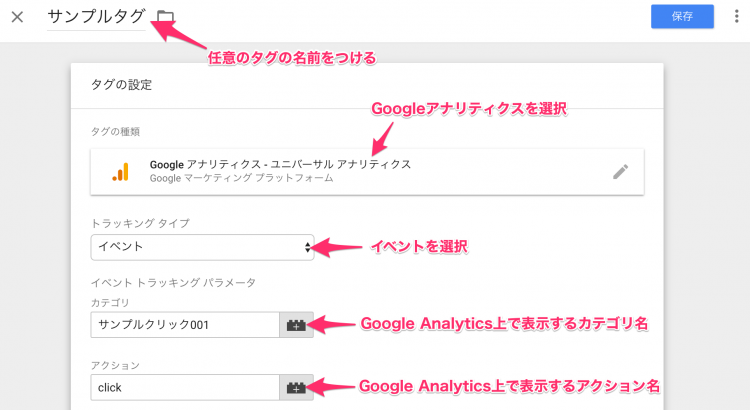 サンプルタグ
保存
任意のタグの名前をつける
タグの設定
Googleアナリティクスを選択
タグの種類
Google アナリティクス - ユニバーサル アナリティクス
Google マーケティング プラットフォーム
トラッキング タイプ
イベント
イベントを選択
イベント トラッキング パラメータ
カテゴリ
サンプルクリック001
Google Analytics上で表示するカテゴリ名
アクション
click
Google Analytics上で表示するアクション名